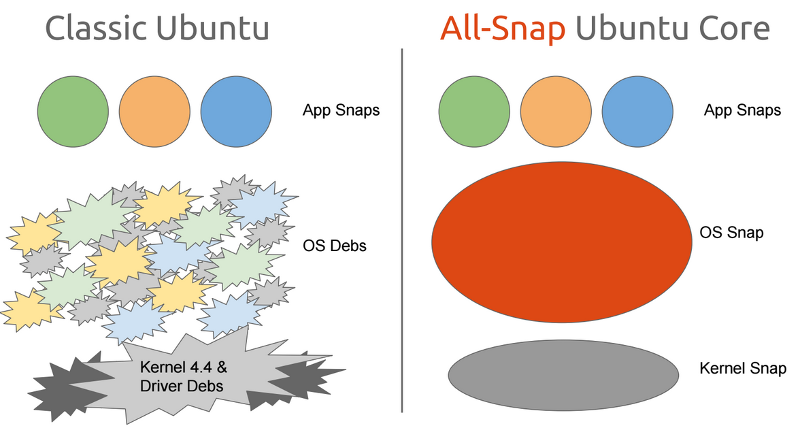 Classic Ubuntu
App Snaps
OS Debs
Kernel 4.4 &
Driver Debs
All-Snap Ubuntu Core
App Snaps
OS Snap
Kernel Snap